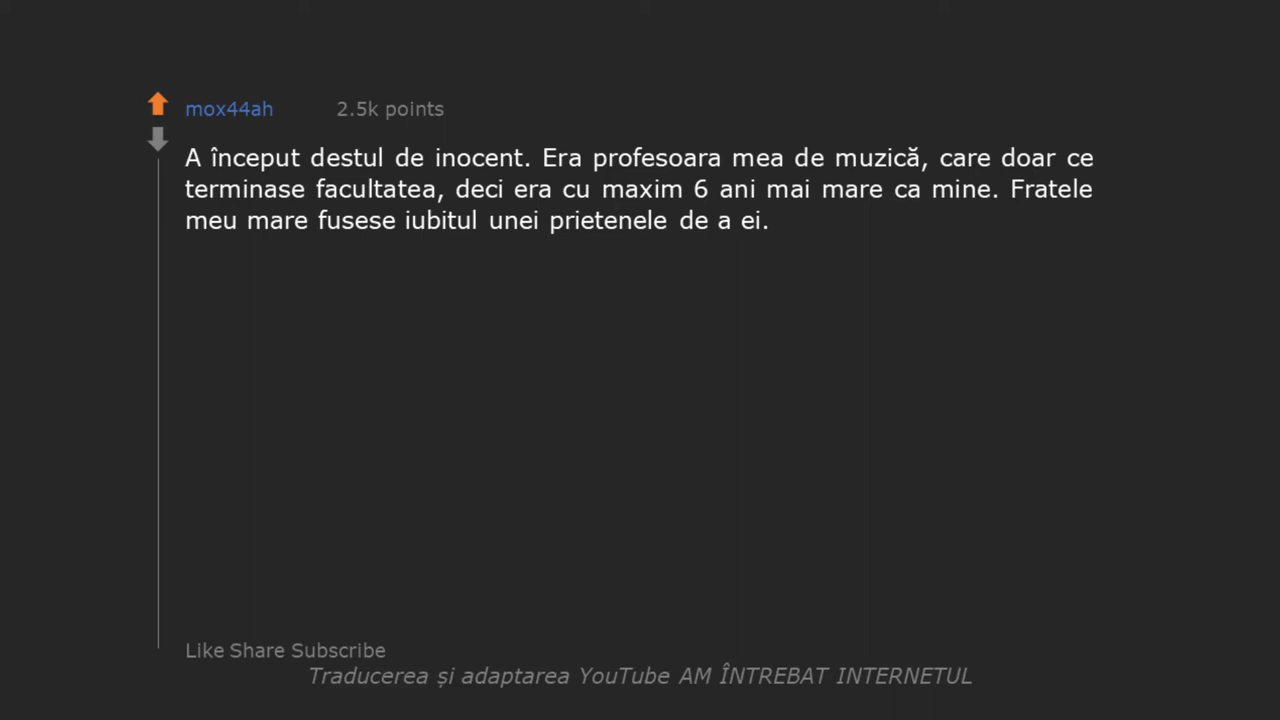 mox44ah 2.5k points
A început destul de inocent. Era profesoara mea de muzică, care doar ce
terminase facultatea, deci era cu maxim 6 ani mai mare ca mine. Fratele
meu mare fusese iubitul unei prietenele de a ei.
Like Share Subscribe
Traducerea și adaptarea YouTube AM ÎNTREBAT INTERNETUL